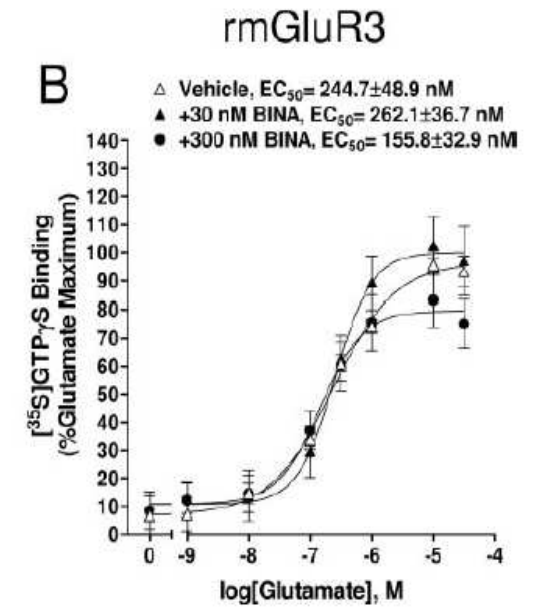 rmGluR3
B
△ Vehicle, EC50= 244.7±48.9 nM
▲ +30 nM BINA, EC50= 262.1±36.7 nM
● +300 nM BINA, EC50= 155.8±32.9 nM
[35S]GTPγS Binding
(%Glutamate Maximum)
140
130
120
110
100
90
80
70
60
50
40
30
20
10
0
0 -9 -8 -7 -6 -5 -4
log[Glutamate], M